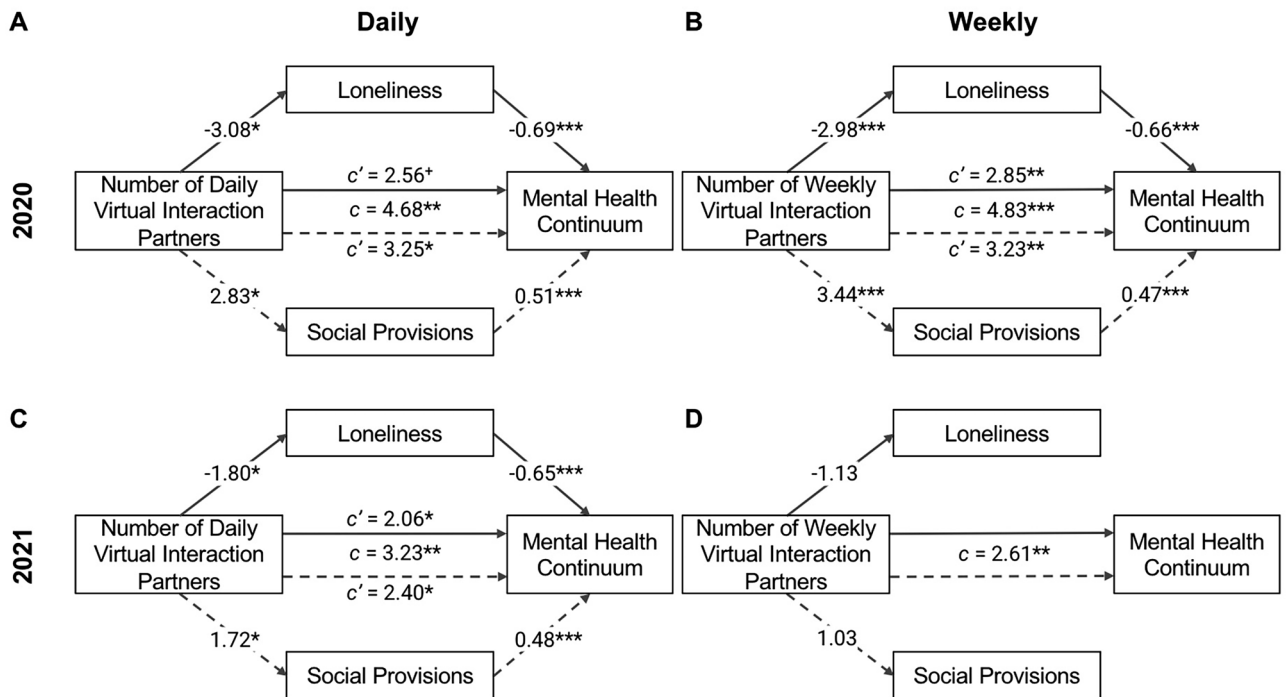 A
Daily
B
Weekly
2020
Loneliness
-3.08*
-0.69***
Number of Daily
Virtual Interaction
Partners
c’ = 2.56⁺
c = 4.68**
c’ = 3.25*
Mental Health
Continuum
2.83*
0.51***
Social Provisions
Loneliness
-2.98***
-0.66***
Number of Weekly
Virtual Interaction
Partners
c’ = 2.85**
c = 4.83***
c’ = 3.23**
Mental Health
Continuum
3.44***
0.47***
Social Provisions
C
D
2021
Loneliness
-1.80*
-0.65***
Number of Daily
Virtual Interaction
Partners
c’ = 2.06*
c = 3.23**
c’ = 2.40*
Mental Health
Continuum
1.72*
0.48***
Social Provisions
Loneliness
-1.13
Number of Weekly
Virtual Interaction
Partners
c = 2.61**
Mental Health
Continuum
1.03
Social Provisions